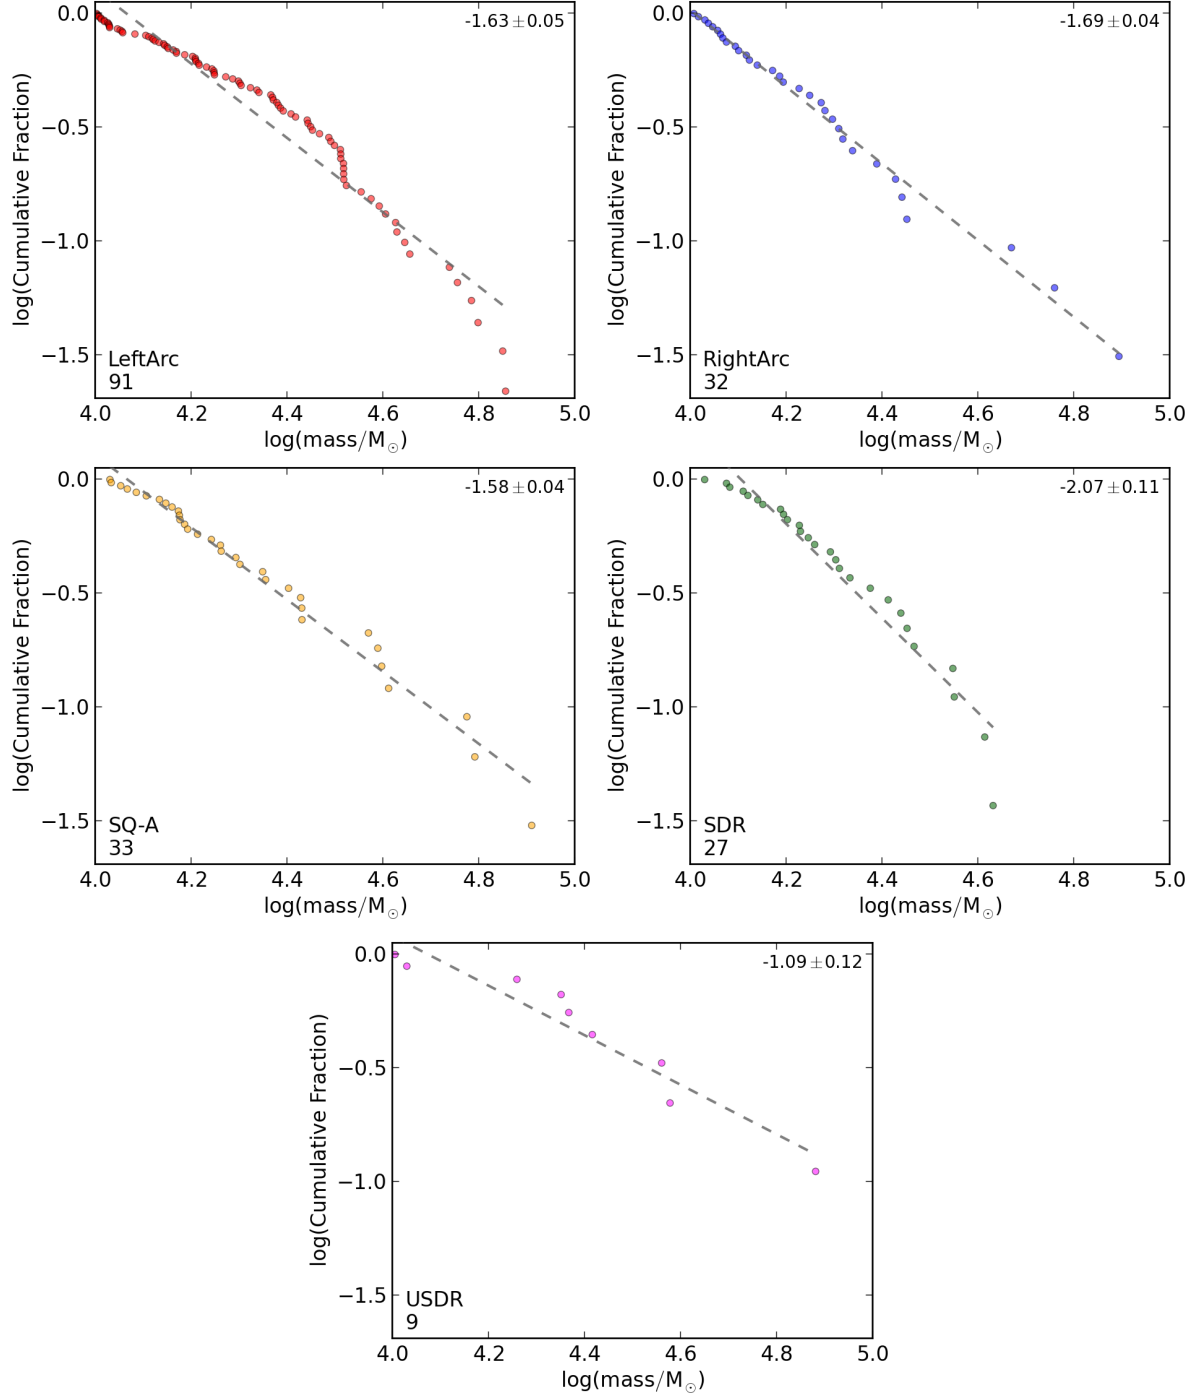 -1.63±0.05
log(Cumulative Fraction)
0.0
−0.5
−1.0
−1.5
LeftArc
91
4.0 4.2 4.4 4.6 4.8 5.0
log(mass/M☉)
-1.69±0.04
log(Cumulative Fraction)
0.0
−0.5
−1.0
−1.5
RightArc
32
4.0 4.2 4.4 4.6 4.8 5.0
log(mass/M☉)
-1.58±0.04
log(Cumulative Fraction)
0.0
−0.5
−1.0
−1.5
SQ-A
33
4.0 4.2 4.4 4.6 4.8 5.0
log(mass/M☉)
-2.07±0.11
log(Cumulative Fraction)
0.0
−0.5
−1.0
−1.5
SDR
27
4.0 4.2 4.4 4.6 4.8 5.0
log(mass/M☉)
-1.09±0.12
log(Cumulative Fraction)
0.0
−0.5
−1.0
−1.5
USDR
9
4.0 4.2 4.4 4.6 4.8 5.0
log(mass/M☉)